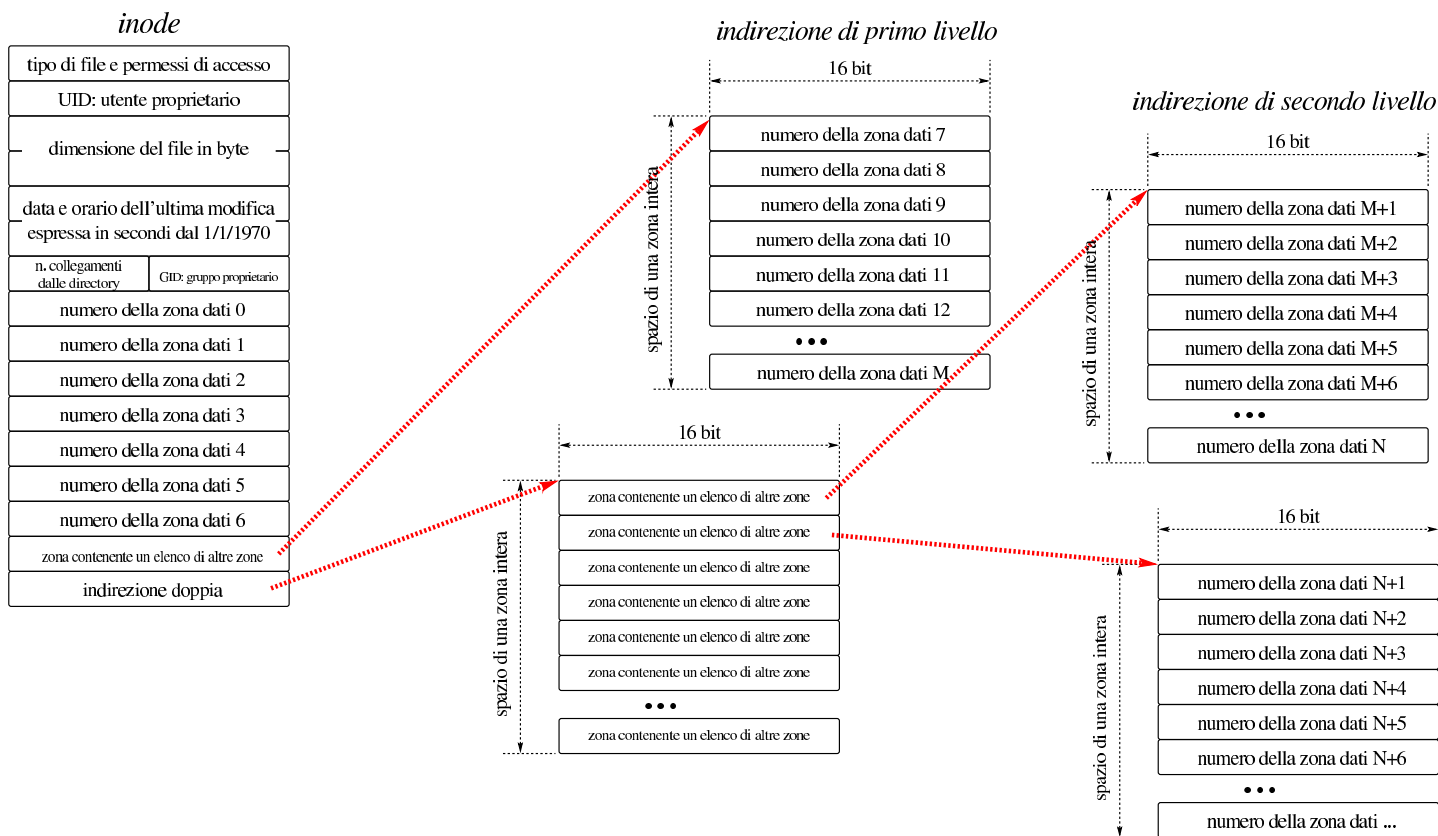 inode
tipo di file e permessi di accesso
UID: utente proprietario
dimensione del file in byte
data e orario dell'ultima modifica
espressa in secondi dal 1/1/1970
n. collegamenti
dalle directory
GID: gruppo proprietario
numero della zona dati 0
numero della zona dati 1
numero della zona dati 2
numero della zona dati 3
numero della zona dati 4
numero della zona dati 5
numero della zona dati 6
zona contenente un elenco di altre zone
indirezione doppia
indirezione di primo livello
16 bit
spazio di una zona intera
numero della zona dati 7
numero della zona dati 8
numero della zona dati 9
numero della zona dati 10
numero della zona dati 11
numero della zona dati 12
•••
numero della zona dati M
16 bit
spazio di una zona intera
zona contenente un elenco di altre zone
zona contenente un elenco di altre zone
zona contenente un elenco di altre zone
zona contenente un elenco di altre zone
zona contenente un elenco di altre zone
zona contenente un elenco di altre zone
•••
zona contenente un elenco di altre zone
indirezione di secondo livello
16 bit
spazio di una zona intera
numero della zona dati M+1
numero della zona dati M+2
numero della zona dati M+3
numero della zona dati M+4
numero della zona dati M+5
numero della zona dati M+6
•••
numero della zona dati N
16 bit
spazio di una zona intera
numero della zona dati N+1
numero della zona dati N+2
numero della zona dati N+3
numero della zona dati N+4
numero della zona dati N+5
numero della zona dati N+6
•••
numero della zona dati ...